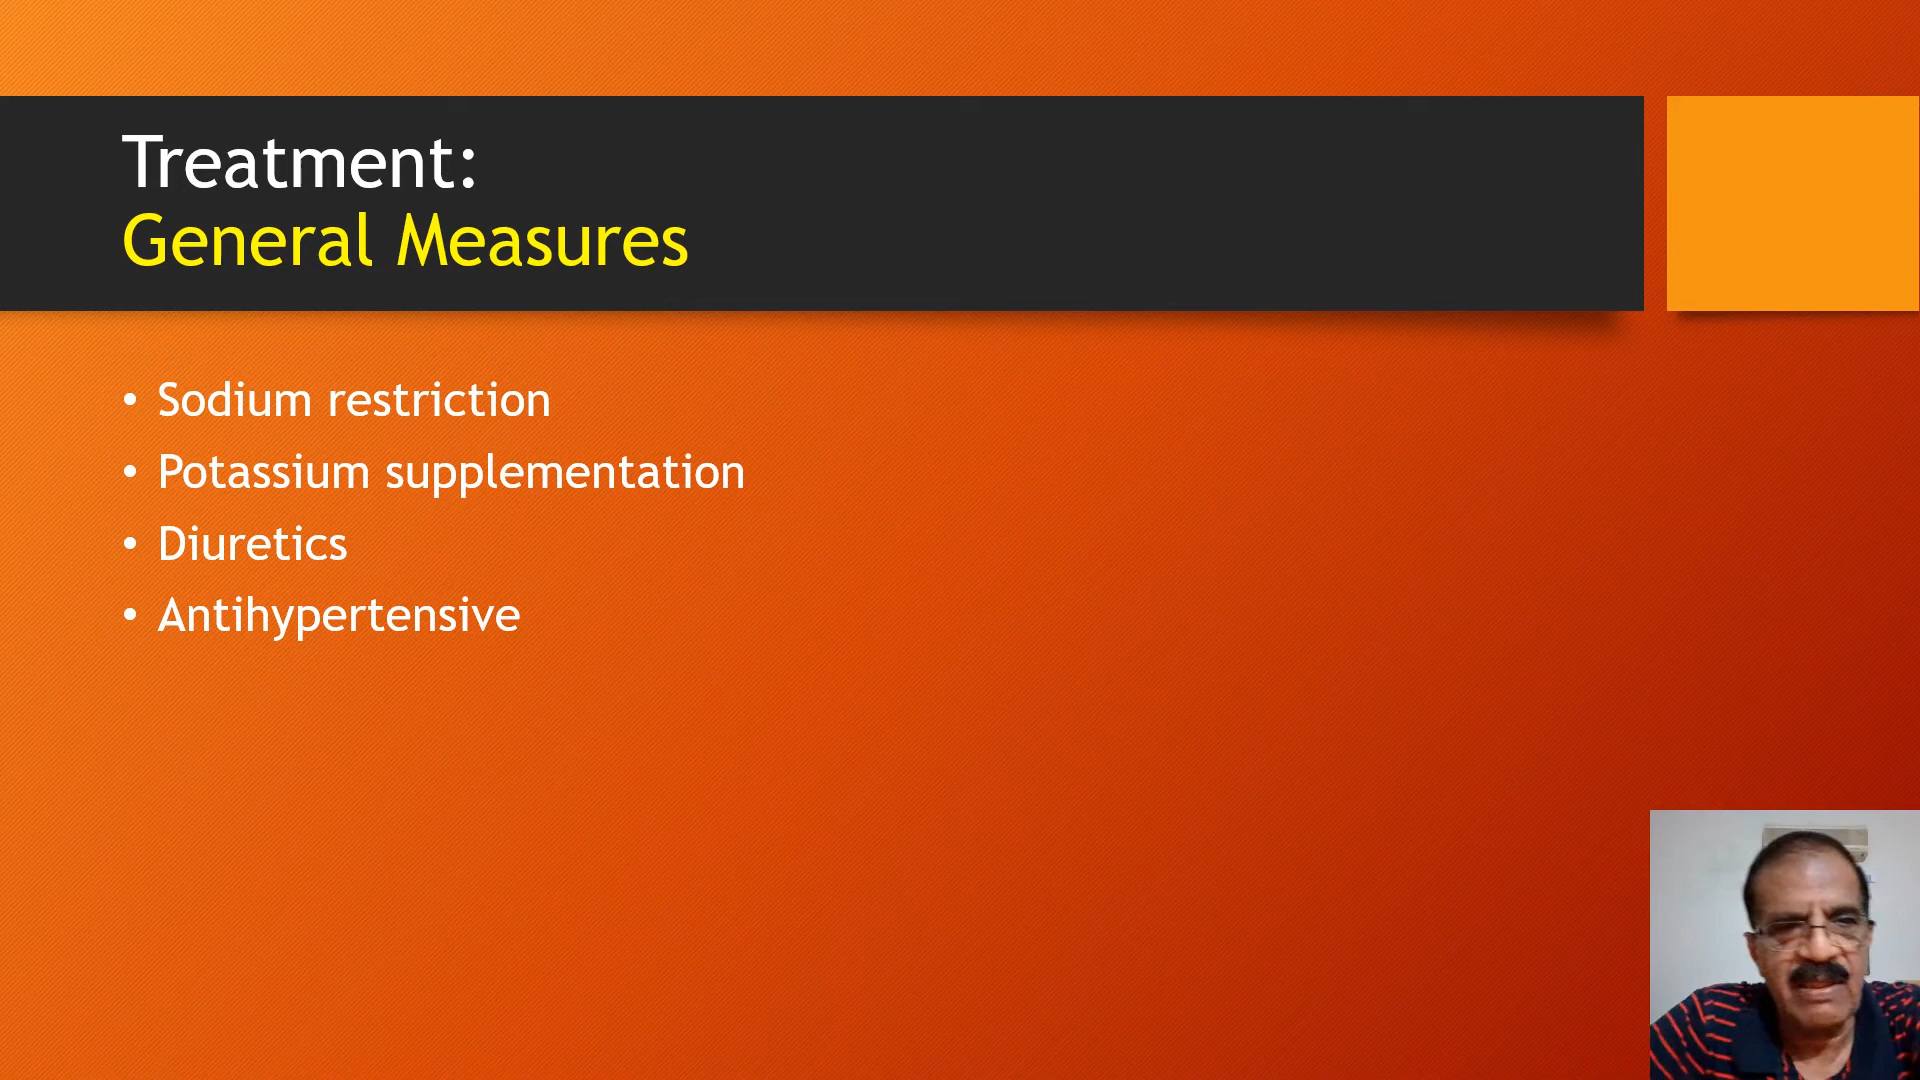 Treatment:
General Measures
• Sodium restriction
• Potassium supplementation
• Diuretics
• Antihypertensive